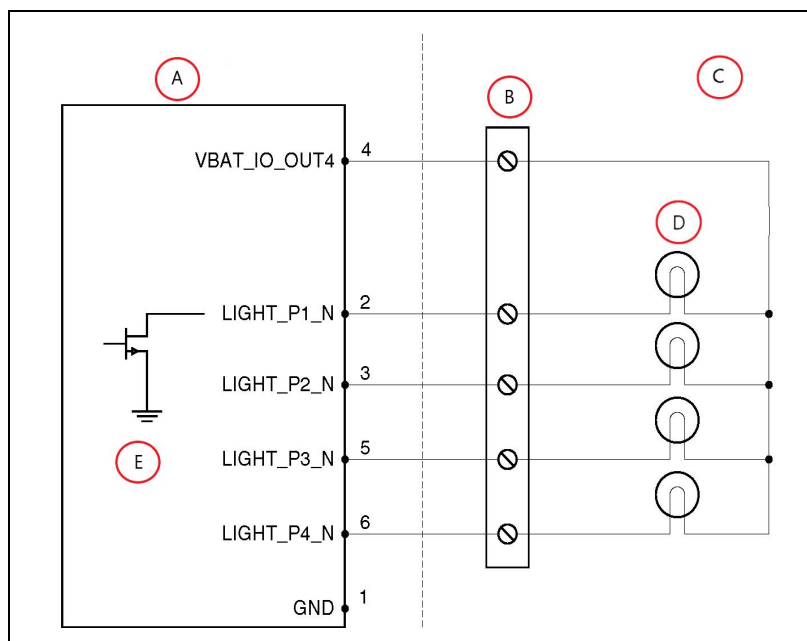 A
B
C
VBAT_IO_OUT4 4
D
LIGHT_P1_N 2
LIGHT_P2_N 3
E
LIGHT_P3_N 5
LIGHT_P4_N 6
GND 1